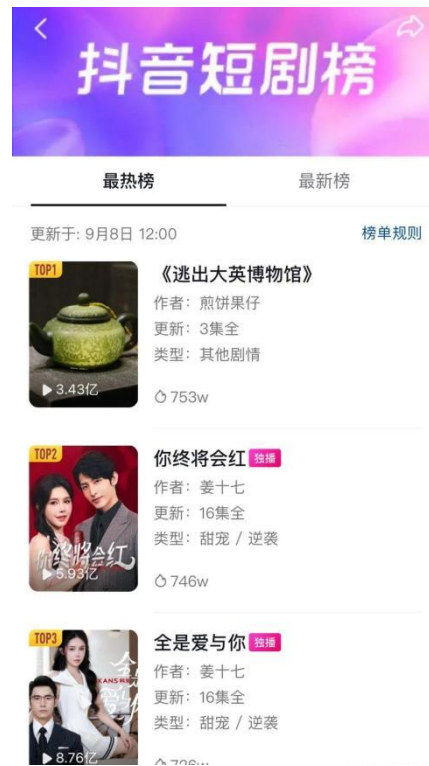 抖音短剧榜
最热榜
最新榜
更新于: 9月8日 12:00
榜单规则
TOP1
《逃出大英博物馆》
作者：煎饼果仔
更新：3集全
类型：其他剧情
3.43亿
753w
TOP2
你终将会红 独播
作者：姜十七
更新：16集全
类型：甜宠 / 逆袭
你终将会红
5.93亿
746w
TOP3
全是爱与你 独播
作者：姜十七
更新：16集全
类型：甜宠 / 逆袭
8.76亿